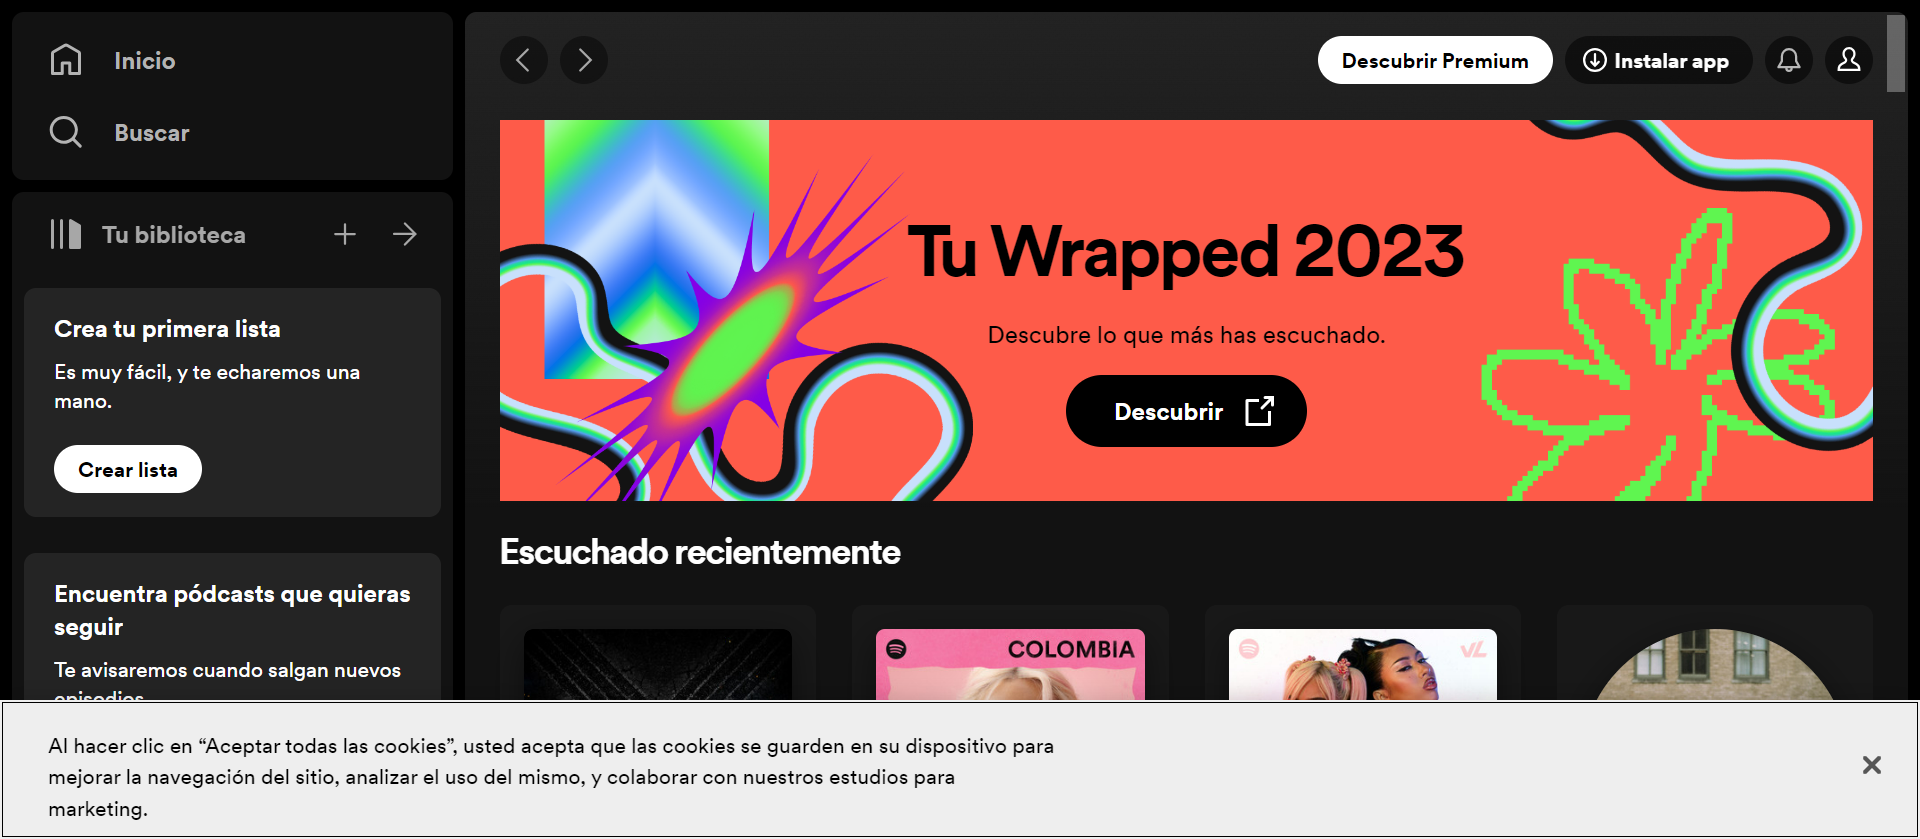 Inicio
Buscar
Tu biblioteca
Crea tu primera lista
Es muy fácil, y te echaremos una
mano.
Crear lista
Encuentra pódcasts que quieras
seguir
Te avisaremos cuando salgan nuevos
episodios
Descubrir Premium
Instalar app
Tu Wrapped 2023
Descubre lo que más has escuchado.
Descubrir
Escuchado recientemente
COLOMBIA
VL
Al hacer clic en “Aceptar todas las cookies”, usted acepta que las cookies se guarden en su dispositivo para
mejorar la navegación del sitio, analizar el uso del mismo, y colaborar con nuestros estudios para
marketing.